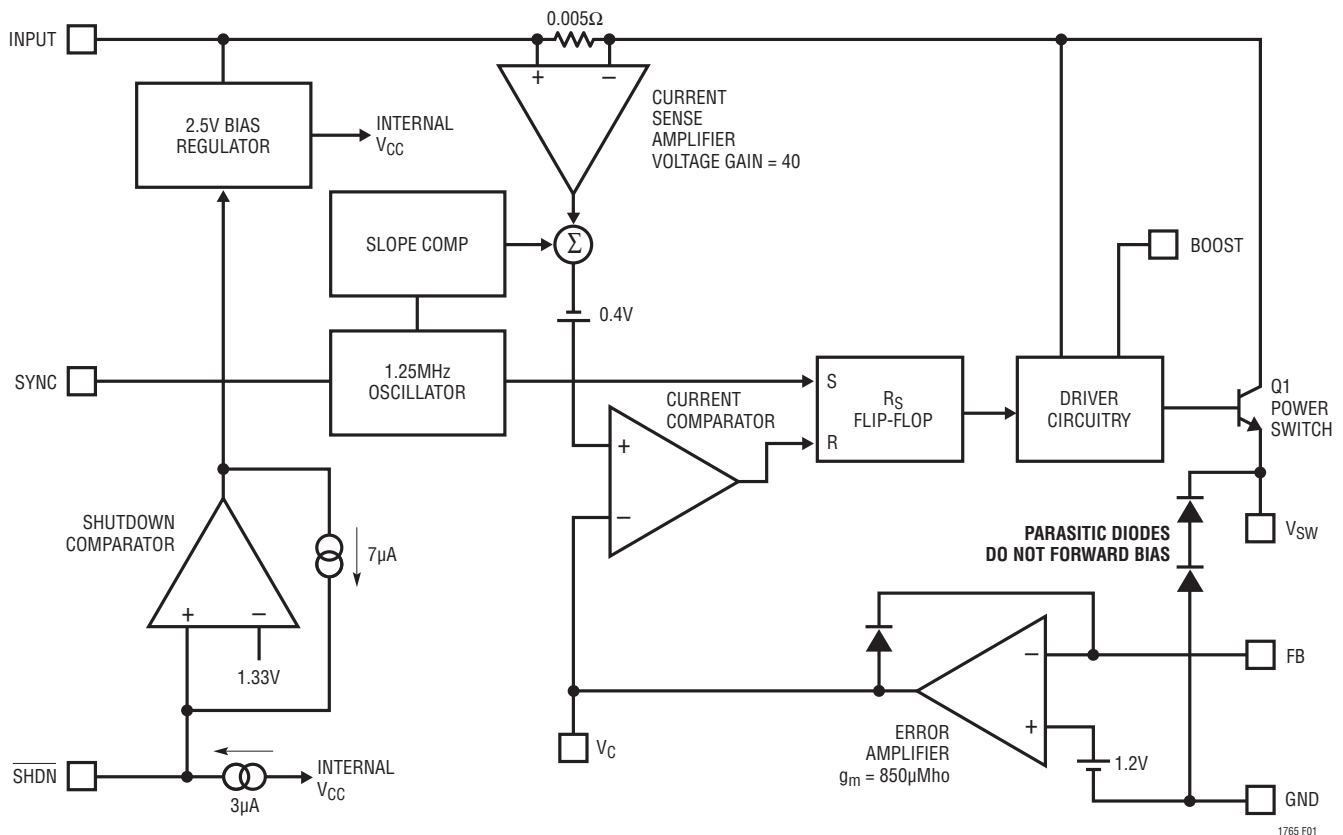 INPUT
0.005Ω
+
−
2.5V BIAS
REGULATOR
INTERNAL
VCC
CURRENT
SENSE
AMPLIFIER
VOLTAGE GAIN = 40
SLOPE COMP
Σ
BOOST
0.4V
SYNC
1.25MHz
OSCILLATOR
S
R
RS
FLIP-FLOP
DRIVER
CIRCUITRY
Q1
POWER
SWITCH
CURRENT
COMPARATOR
+
−
SHUTDOWN
COMPARATOR
7µA
+
−
1.33V
PARASITIC DIODES
DO NOT FORWARD BIAS
VSW
−
FB
+
ERROR
AMPLIFIER
gm = 850µMho
1.2V
VC
SHDN
3µA
INTERNAL
VCC
GND
1765 F01